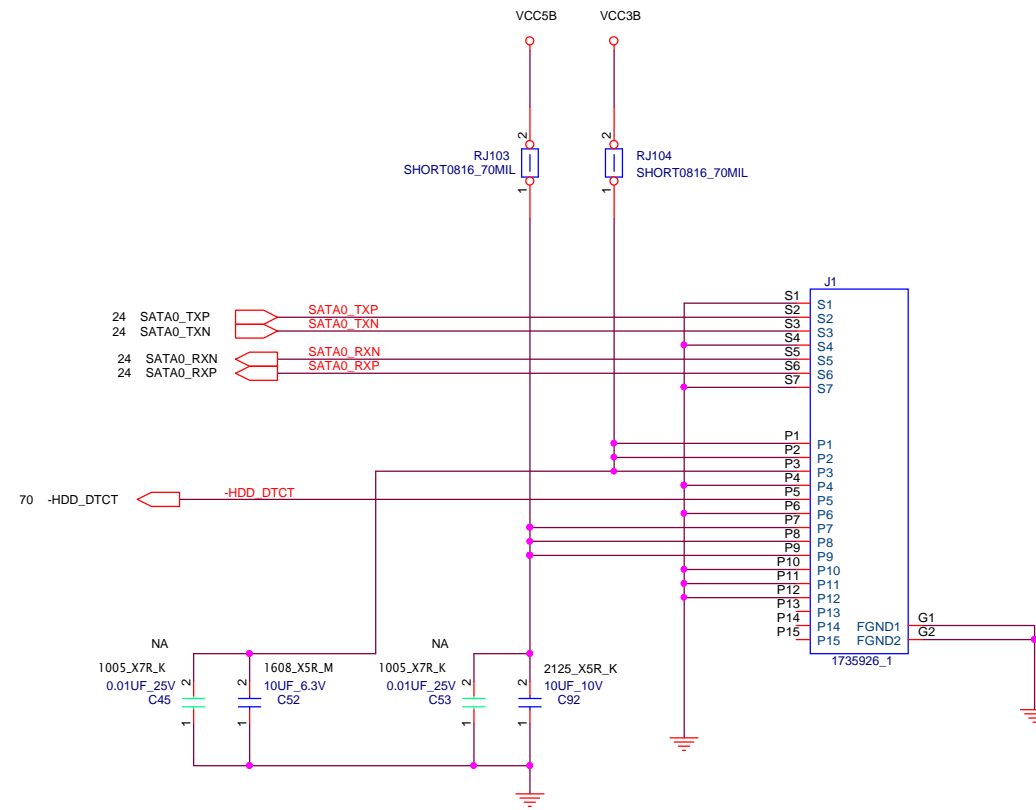 VCC5B VCC3B
2 2
RJ103
SHORT0816_70MIL
RJ104
SHORT0816_70MIL
1 1
J1
24 SATA0_TXP SATA0_TXP
24 SATA0_TXN SATA0_TXN
24 SATA0_RXN SATA0_RXN
24 SATA0_RXP SATA0_RXP
S1 S1
S2 S2
S3 S3
S4 S4
S5 S5
S6 S6
S7 S7
P1 P1
P2 P2
P3 P3
P4 P4
70 -HDD_DTCT -HDD_DTCT
P5 P5
P6 P6
P7 P7
P8 P8
P9 P9
P10 P10
P11 P11
P12 P12
P13 P13
P14 P14 FGND1 G1
P15 P15 FGND2 G2
1735926_1
NA
1005_X7R_K
0.01UF_25V
C45
2
1
1608_X5R_M
10UF_6.3V
C52
2
1
NA
1005_X7R_K
0.01UF_25V
C53
2
1
2125_X5R_K
10UF_10V
C92
2
1